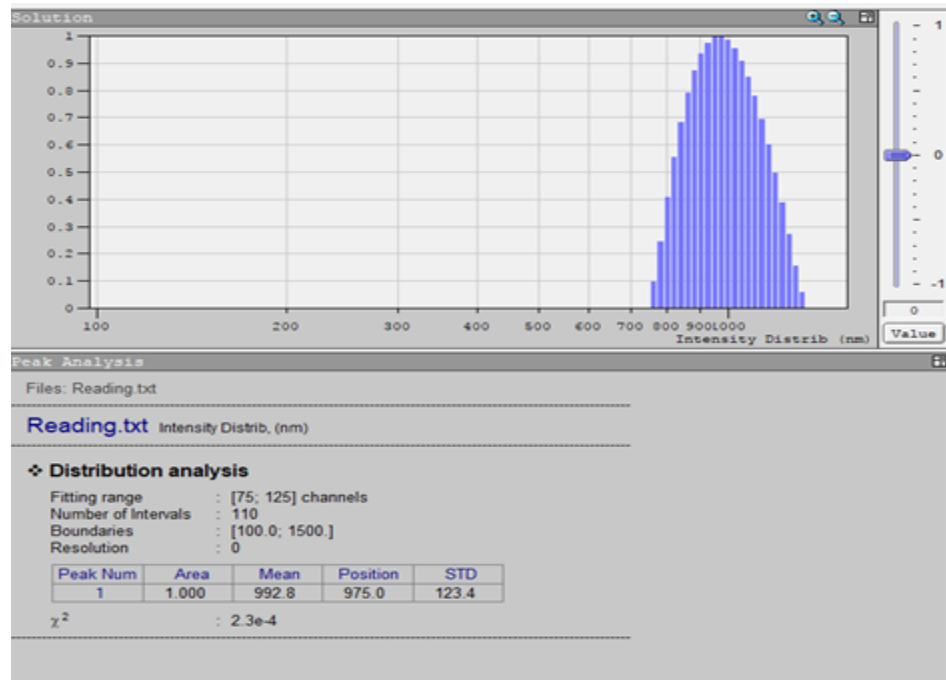 Solution
1
0.9
0.8
0.7
0.6
0.5
0.4
0.3
0.2
0.1
0
100 200 300 400 500 600 700 800 900 1000
Intensity Distrib (nm)
1
0
-1
0
Value
Peak Analysis
Files: Reading.txt
Reading.txt Intensity Distrib, (nm)
❖ Distribution analysis
Fitting range : [75; 125] channels
Number of Intervals : 110
Boundaries : [100.0; 1500.]
Resolution : 0
Peak Num Area Mean Position STD
1 1.000 992.8 975.0 123.4
χ² : 2.3e-4